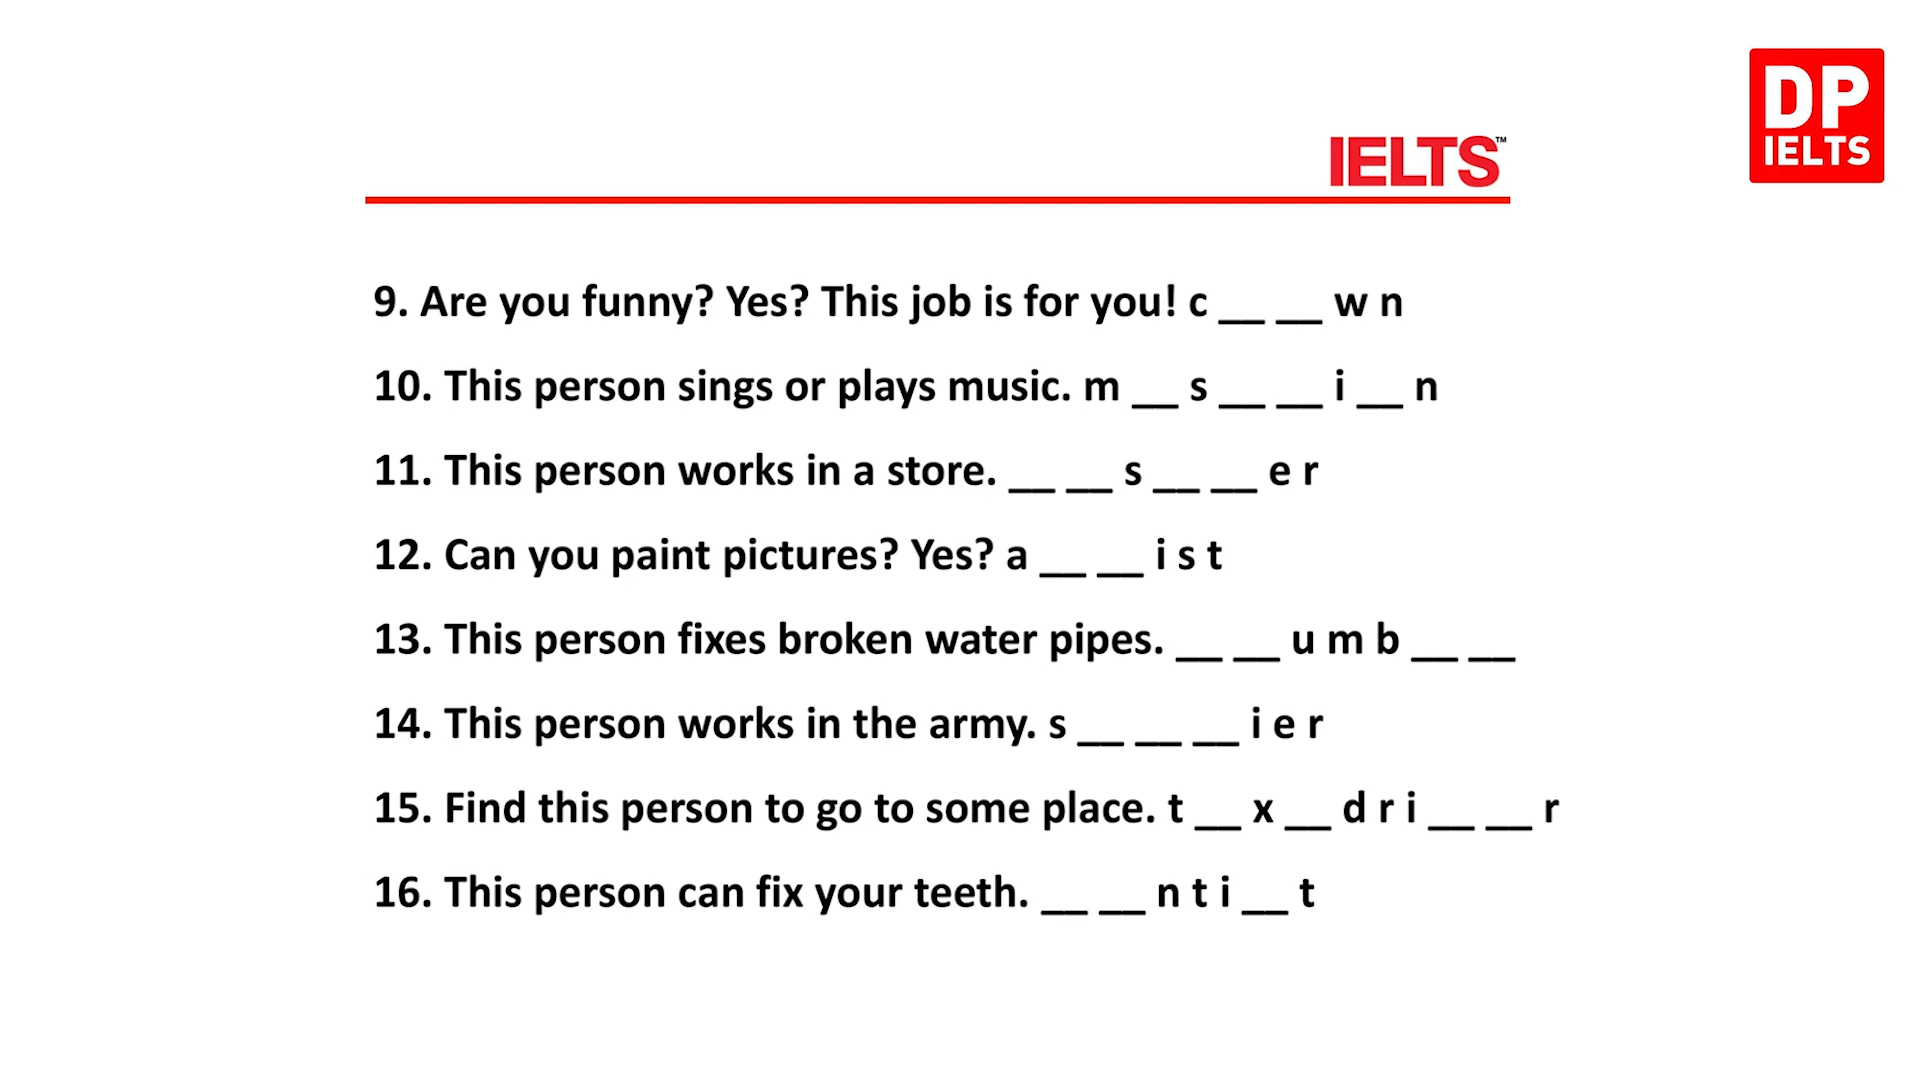 DP
IELTS
IELTS™
9. Are you funny? Yes? This job is for you! c __ __ w n
10. This person sings or plays music. m __ s __ __ i __ n
11. This person works in a store. __ __ s __ __ e r
12. Can you paint pictures? Yes? a __ __ i s t
13. This person fixes broken water pipes. __ __ u m b __ __
14. This person works in the army. s __ __ __ i e r
15. Find this person to go to some place. t __ x __ d r i __ __ r
16. This person can fix your teeth. __ __ n t i __ t